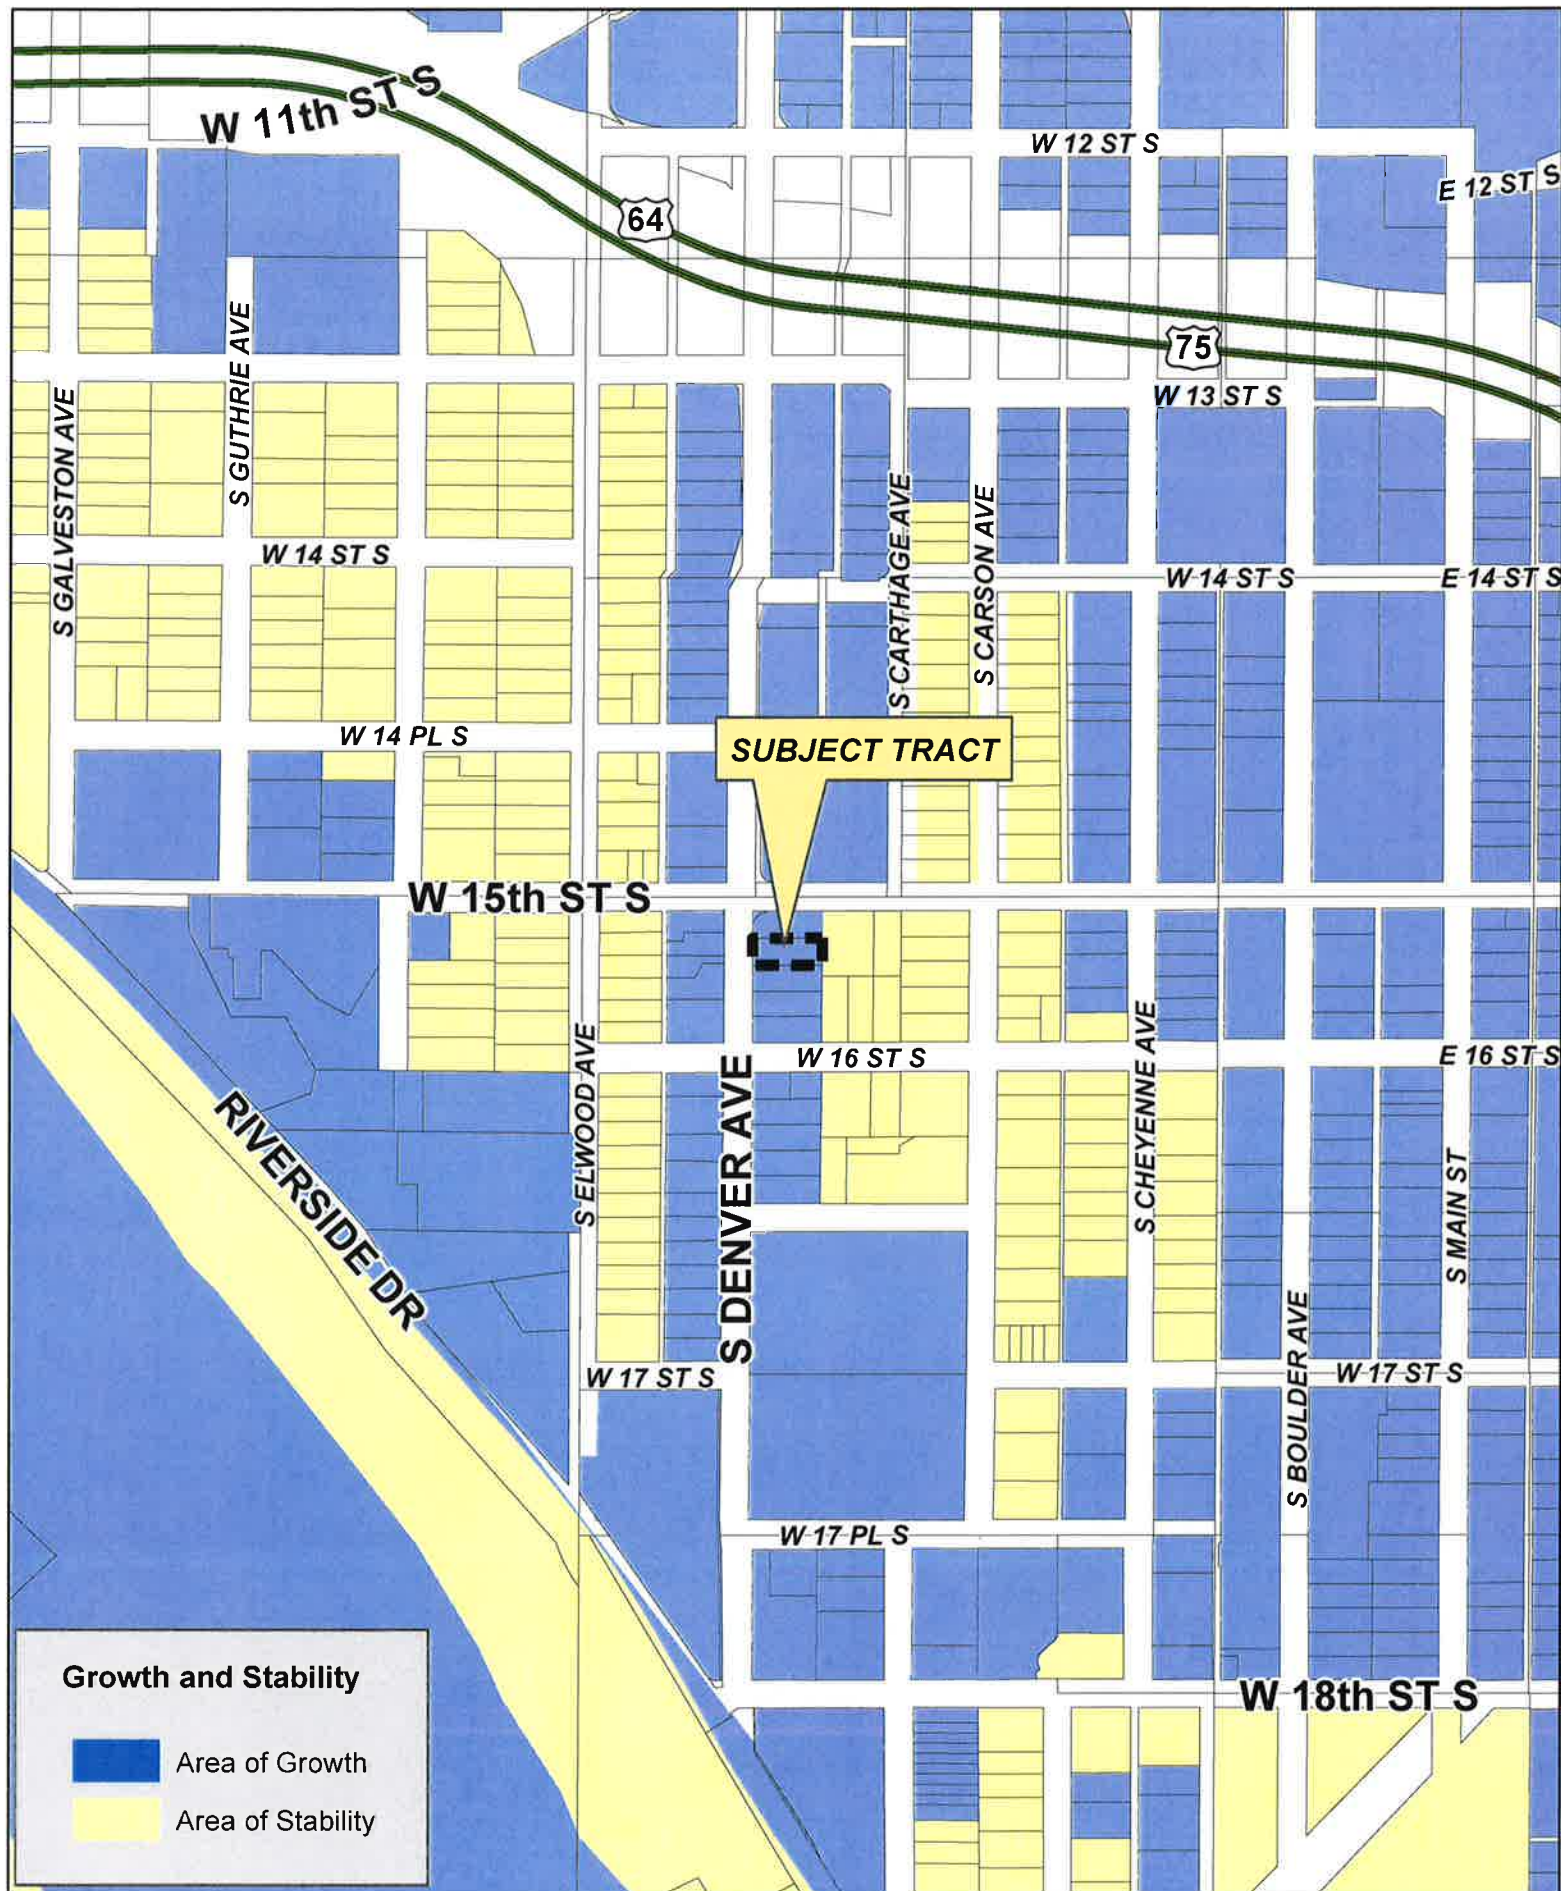 W 11th ST S
W 12 ST S
E 12 ST S
64
75
W 13 ST S
S GALVESTON AVE
S GUTHRIE AVE
S CARTHAGE AVE
S CARSON AVE
W 14 ST S
W 14 ST S
E 14 ST S
W 14 PL S
SUBJECT TRACT
W 15th ST S
S ELWOOD AVE
S DENVER AVE
W 16 ST S
S CHEYENNE AVE
E 16 ST S
RIVERSIDE DR
S MAIN ST
S BOULDER AVE
W 17 ST S
W 17 ST S
W 17 PL S
W 18th ST S
Growth and Stability
Area of Growth
Area of Stability